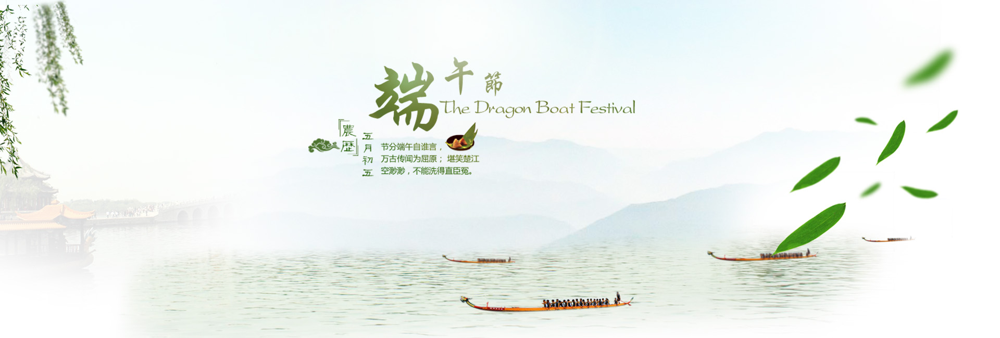 端午節
The Dragon Boat Festival
農歷
五月初五
节分端午自谁言，
万古传闻为屈原； 堪笑楚江
空渺渺，不能洗得直臣冤。